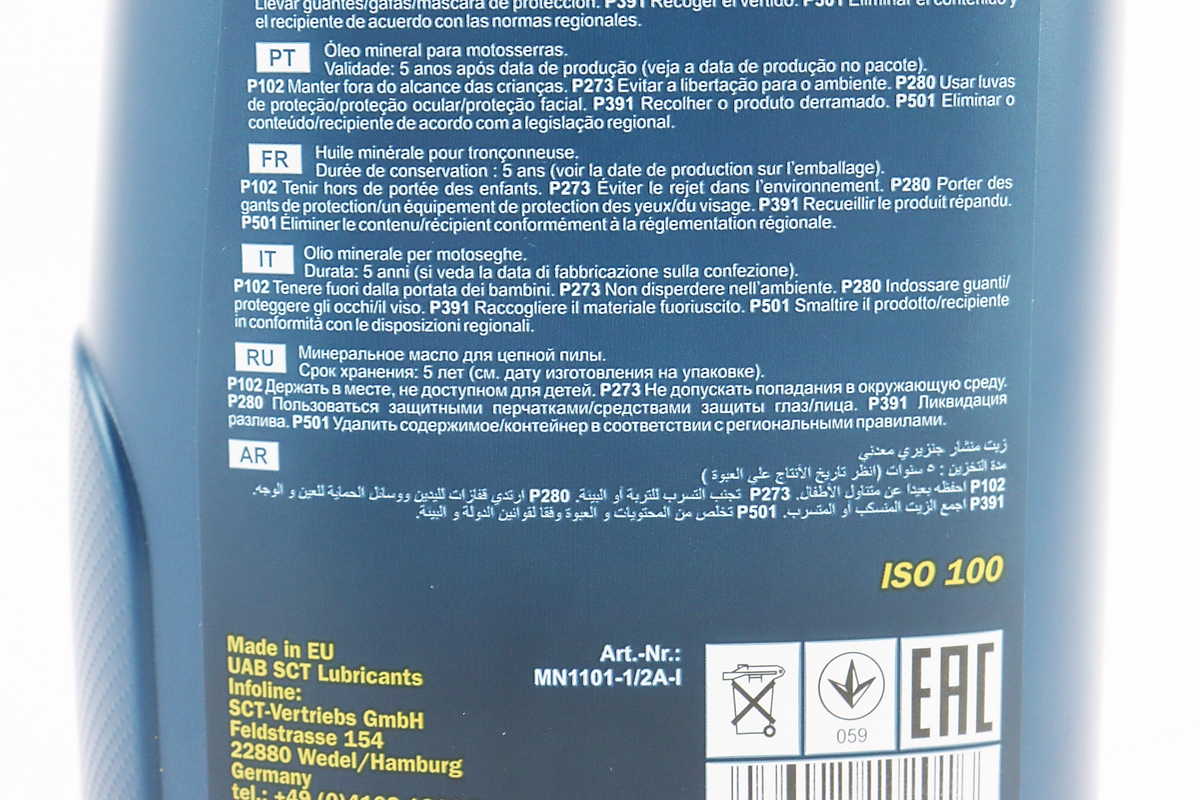 Llevar guantes/gafas/máscara de protección. P391 Recoger el vertido. P501 Eliminar el contenido y
el recipiente de acuerdo con las normas regionales.
PT
Óleo mineral para motosserras.
Validade: 5 anos após data de produção (veja a data de produção no pacote).
P102 Manter fora do alcance das crianças. P273 Evitar a libertação para o ambiente. P280 Usar luvas
de proteção/proteção ocular/proteção facial. P391 Recolher o produto derramado. P501 Eliminar o
conteúdo/recipiente de acordo com a legislação regional.
FR
Huile minérale pour tronçonneuse.
Durée de conservation : 5 ans (voir la date de production sur l'emballage).
P102 Tenir hors de portée des enfants. P273 Éviter le rejet dans l'environnement. P280 Porter des
gants de protection/un équipement de protection des yeux/du visage. P391 Recueillir le produit répandu.
P501 Éliminer le contenu/récipient conformément à la réglementation régionale.
IT
Olio minerale per motoseghe.
Durata: 5 anni (si veda la data di fabbricazione sulla confezione).
P102 Tenere fuori dalla portata dei bambini. P273 Non disperdere nell'ambiente. P280 Indossare guanti/
proteggere gli occhi/il viso. P391 Raccogliere il materiale fuoriuscito. P501 Smaltire il prodotto/recipiente
in conformità con le disposizioni regionali.
RU
Минеральное масло для цепной пилы.
Срок хранения: 5 лет (см. дату изготовления на упаковке).
P102 Держать в месте, не доступном для детей. P273 Не допускать попадания в окружающую среду.
P280 Пользоваться защитными перчатками/средствами защиты глаз/лица. P391 Ликвидация
разлива. P501 Удалить содержимое/контейнер в соответствии с региональными правилами.
AR
زيت منشار جنزيري معدني
مدة التخزين : ٥ سنوات (انظر تاريخ الأنتاج علي العبوة )
P102 احفظه بعيدا عن متناول الأطفال. P273 تجنب التسرب للتربة أو البيئة. P280 ارتدي قفازات لليدين ووسائل الحماية للعين و الوجه.
P391 اجمع الزيت المنسكب أو المتسرب. P501 تخلص من المحتويات و العبوة وفقا لقوانين الدولة و البيئة.
ISO 100
Made in EU
UAB SCT Lubricants
Infoline:
SCT-Vertriebs GmbH
Feldstrasse 154
22880 Wedel/Hamburg
Germany
tel.: +49 (0)4103
Art.-Nr.:
MN1101-1/2A-I
059
EAC